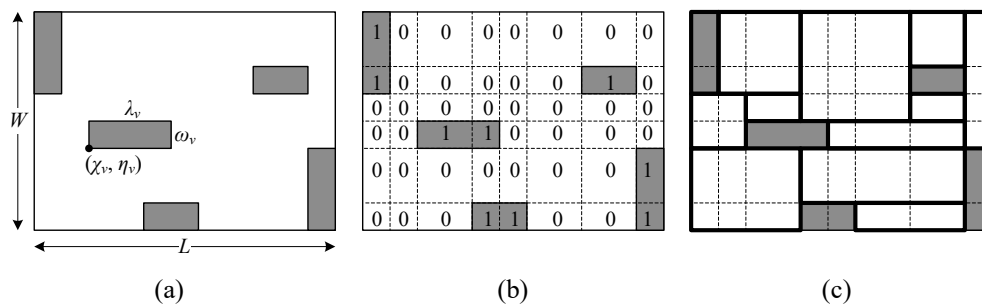 W
λᵥ
ωᵥ
(χᵥ, ηᵥ)
L
(a)
1 0 0 0 0 0 0 0
1 0 0 0 0 0 1 0
0 0 0 0 0 0 0 0
0 0 1 1 0 0 0 0
0 0 0 0 0 0 0 1
0 0 0 1 1 0 0 1
(b)
(c)